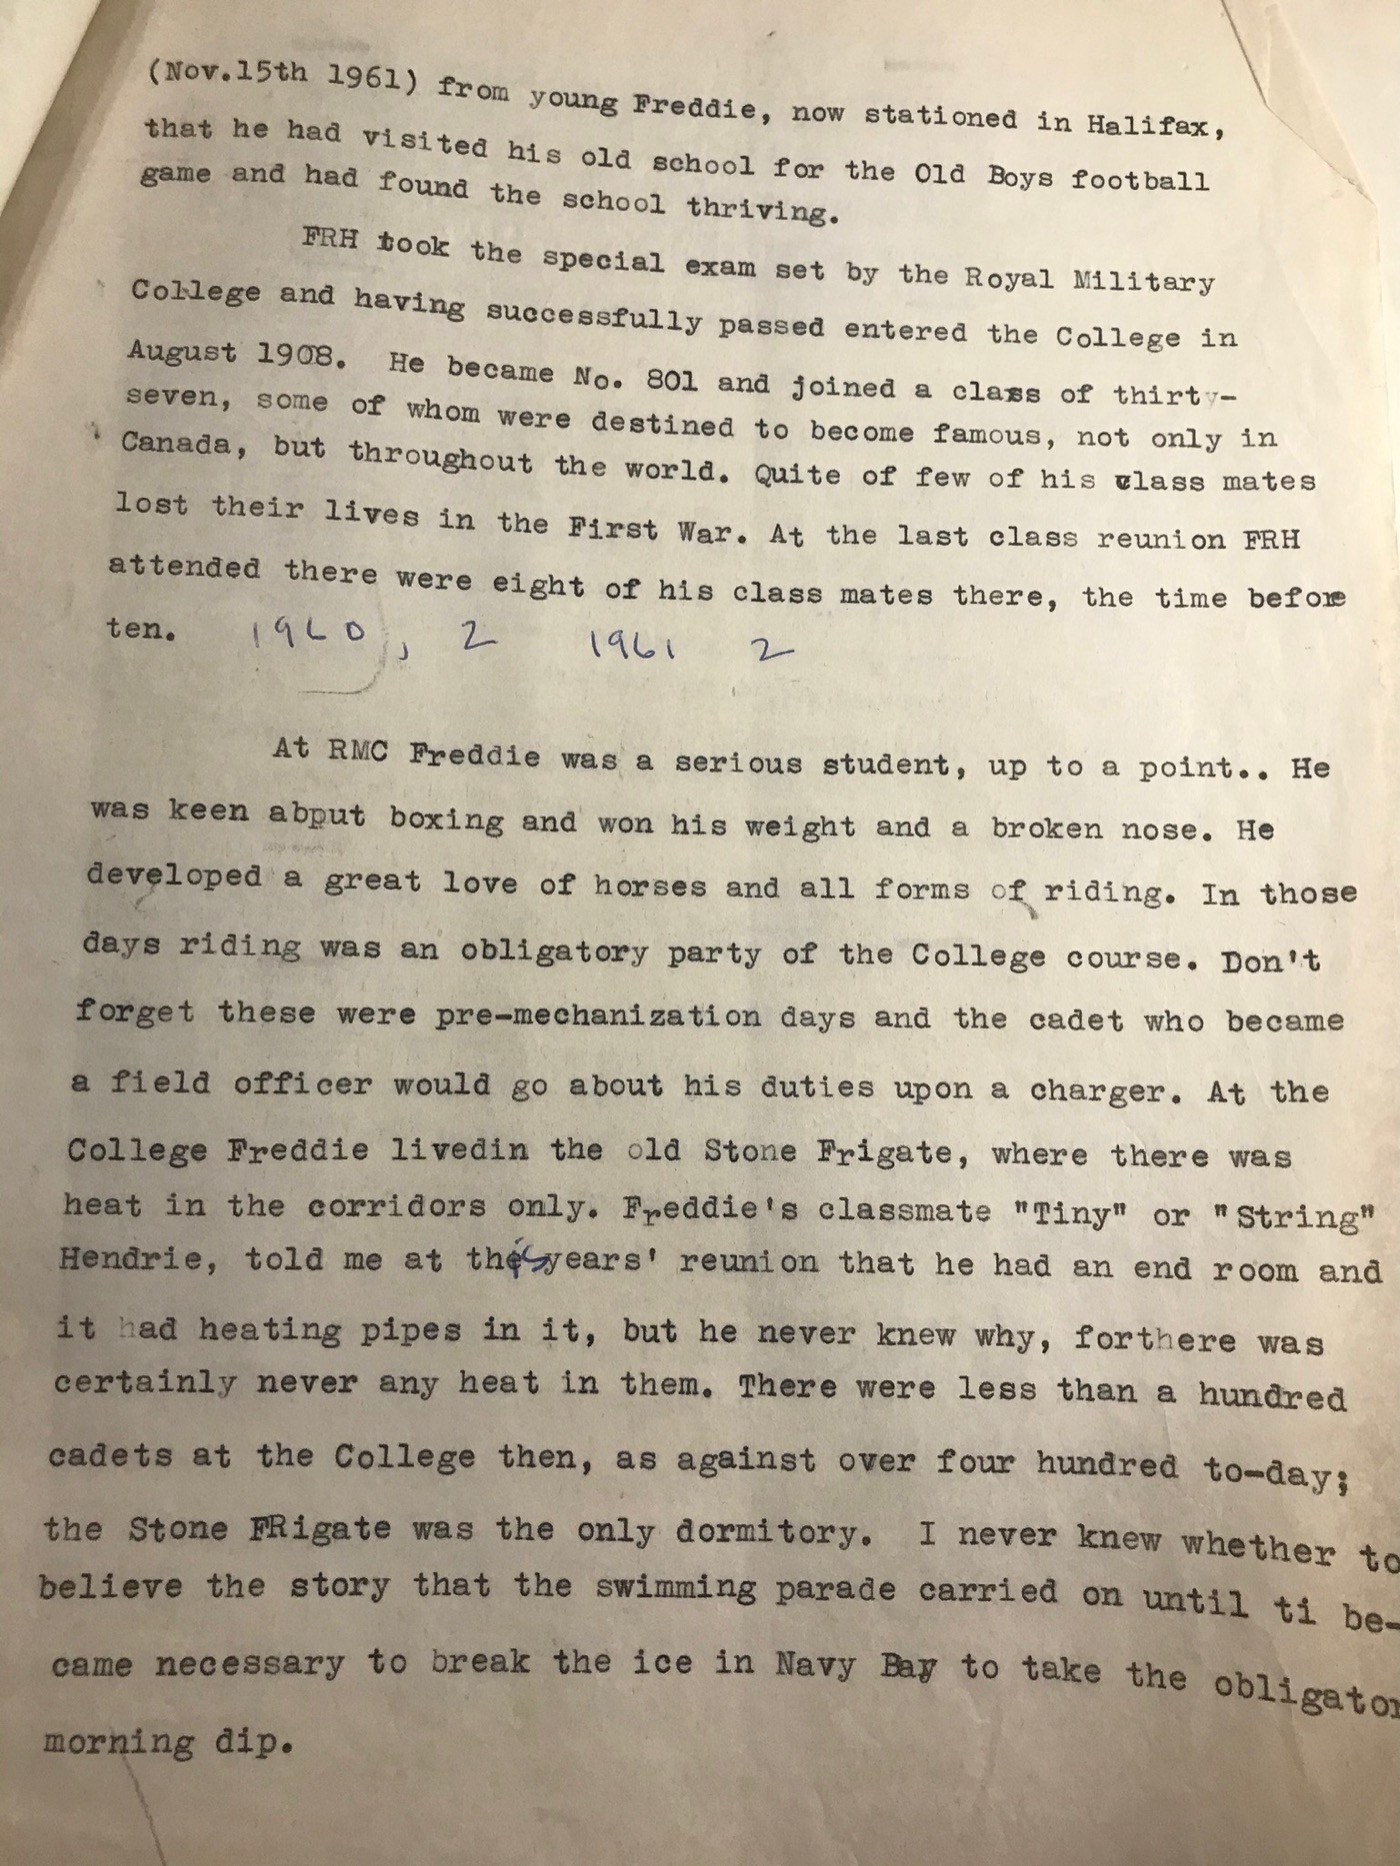 (Nov.15th 1961) from young Freddie, now stationed in Halifax,
that he had visited his old school for the Old Boys football
game and had found the school thriving.
FRH took the special exam set by the Royal Military
College and having successfully passed entered the College in
August 1908. He became No. 801 and joined a class of thirty-
seven, some of whom were destined to become famous, not only in
Canada, but throughout the world. Quite of few of his class mates
lost their lives in the First War. At the last class reunion FRH
attended there were eight of his class mates there, the time before
ten. 1960, 2 1961 2
At RMC Freddie was a serious student, up to a point.. He
was keen abput boxing and won his weight and a broken nose. He
developed a great love of horses and all forms of riding. In those
days riding was an obligatory party of the College course. Don't
forget these were pre-mechanization days and the cadet who became
a field officer would go about his duties upon a charger. At the
College Freddie livedin the old Stone Frigate, where there was
heat in the corridors only. Freddie's classmate "Tiny" or "String"
Hendrie, told me at years' reunion that he had an end room and
it had heating pipes in it, but he never knew why, forthere was
certainly never any heat in them. There were less than a hundred
cadets at the College then, as against over four hundred to-day;
the Stone FRigate was the only dormitory. I never knew whether to
believe the story that the swimming parade carried on until ti be-
came necessary to break the ice in Navy Bay to take the obligator
morning dip.